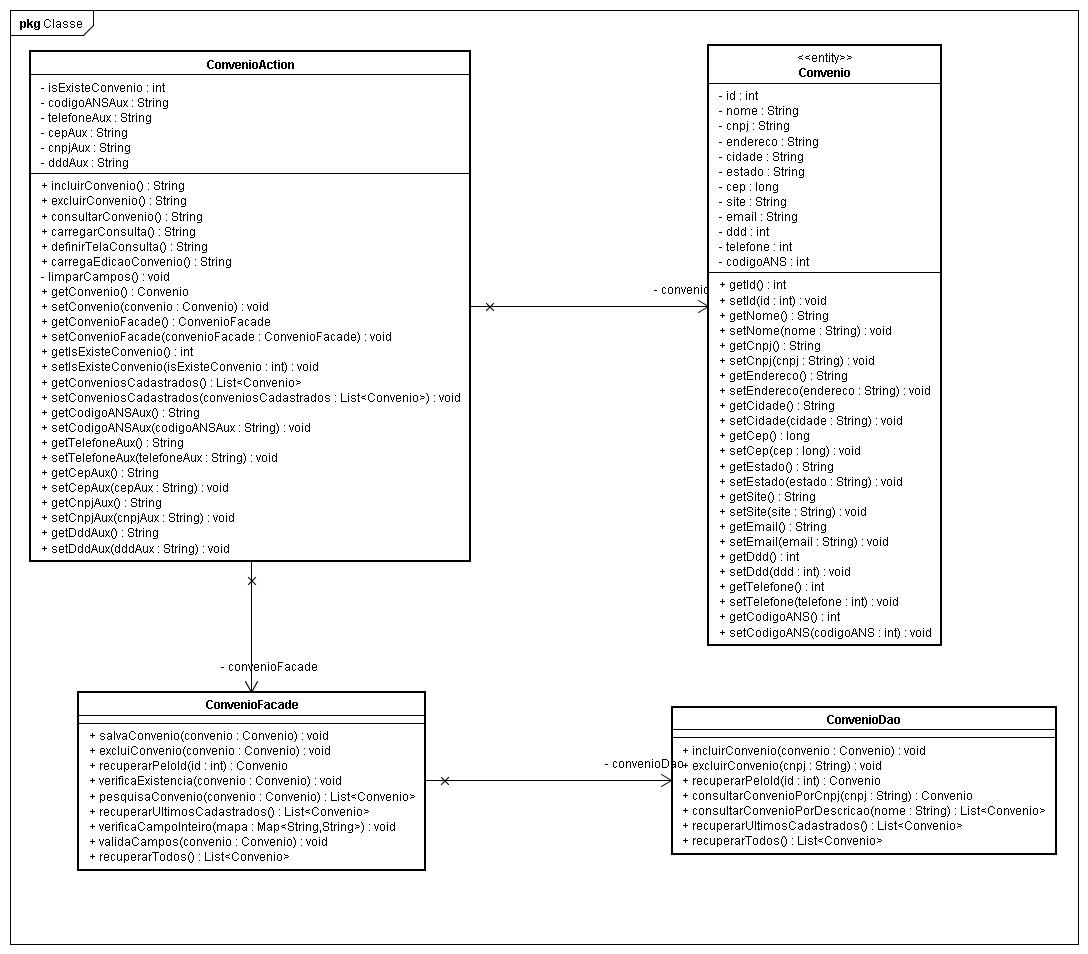 pkg Classe
ConvenioAction
- isExisteConvenio : int
- codigoANSAux : String
- telefoneAux : String
- cepAux : String
- cnpjAux : String
- dddAux : String
+ incluirConvenio() : String
+ excluirConvenio() : String
+ consultarConvenio() : String
+ carregarConsulta() : String
+ definirTelaConsulta() : String
+ carregaEdicaoConvenio() : String
- limparCampos() : void
+ getConvenio() : Convenio
+ setConvenio(convenio : Convenio) : void
+ getConvenioFacade() : ConvenioFacade
+ setConvenioFacade(convenioFacade : ConvenioFacade) : void
+ getIsExisteConvenio() : int
+ setIsExisteConvenio(isExisteConvenio : int) : void
+ getConveniosCadastrados() : List<Convenio>
+ setConveniosCadastrados(conveniosCadastrados : List<Convenio>) : void
+ getCodigoANSAux() : String
+ setCodigoANSAux(codigoANSAux : String) : void
+ getTelefoneAux() : String
+ setTelefoneAux(telefoneAux : String) : void
+ getCepAux() : String
+ setCepAux(cepAux : String) : void
+ getCnpjAux() : String
+ setCnpjAux(cnpjAux : String) : void
+ getDddAux() : String
+ setDddAux(dddAux : String) : void
- convenio
<<entity>>
Convenio
- id : int
- nome : String
- cnpj : String
- endereco : String
- cidade : String
- estado : String
- cep : long
- site : String
- email : String
- ddd : int
- telefone : int
- codigoANS : int
+ getId() : int
+ setId(id : int) : void
+ getNome() : String
+ setNome(nome : String) : void
+ getCnpj() : String
+ setCnpj(cnpj : String) : void
+ getEndereco() : String
+ setEndereco(endereco : String) : void
+ getCidade() : String
+ setCidade(cidade : String) : void
+ getCep() : long
+ setCep(cep : long) : void
+ getEstado() : String
+ setEstado(estado : String) : void
+ getSite() : String
+ setSite(site : String) : void
+ getEmail() : String
+ setEmail(email : String) : void
+ getDdd() : int
+ setDdd(ddd : int) : void
+ getTelefone() : int
+ setTelefone(telefone : int) : void
+ getCodigoANS() : int
+ setCodigoANS(codigoANS : int) : void
- convenioFacade
ConvenioFacade
+ salvaConvenio(convenio : Convenio) : void
+ excluiConvenio(convenio : Convenio) : void
+ recuperarPeloId(id : int) : Convenio
+ verificaExistencia(convenio : Convenio) : void
+ pesquisaConvenio(convenio : Convenio) : List<Convenio>
+ recuperarUltimosCadastrados() : List<Convenio>
+ verificaCampoInteiro(mapa : Map<String,String>) : void
+ validaCampos(convenio : Convenio) : void
+ recuperarTodos() : List<Convenio>
- convenioDao
ConvenioDao
+ incluirConvenio(convenio : Convenio) : void
+ excluirConvenio(cnpj : String) : void
+ recuperarPeloId(id : int) : Convenio
+ consultarConvenioPorCnpj(cnpj : String) : Convenio
+ consultarConvenioPorDescricao(nome : String) : List<Convenio>
+ recuperarUltimosCadastrados() : List<Convenio>
+ recuperarTodos() : List<Convenio>